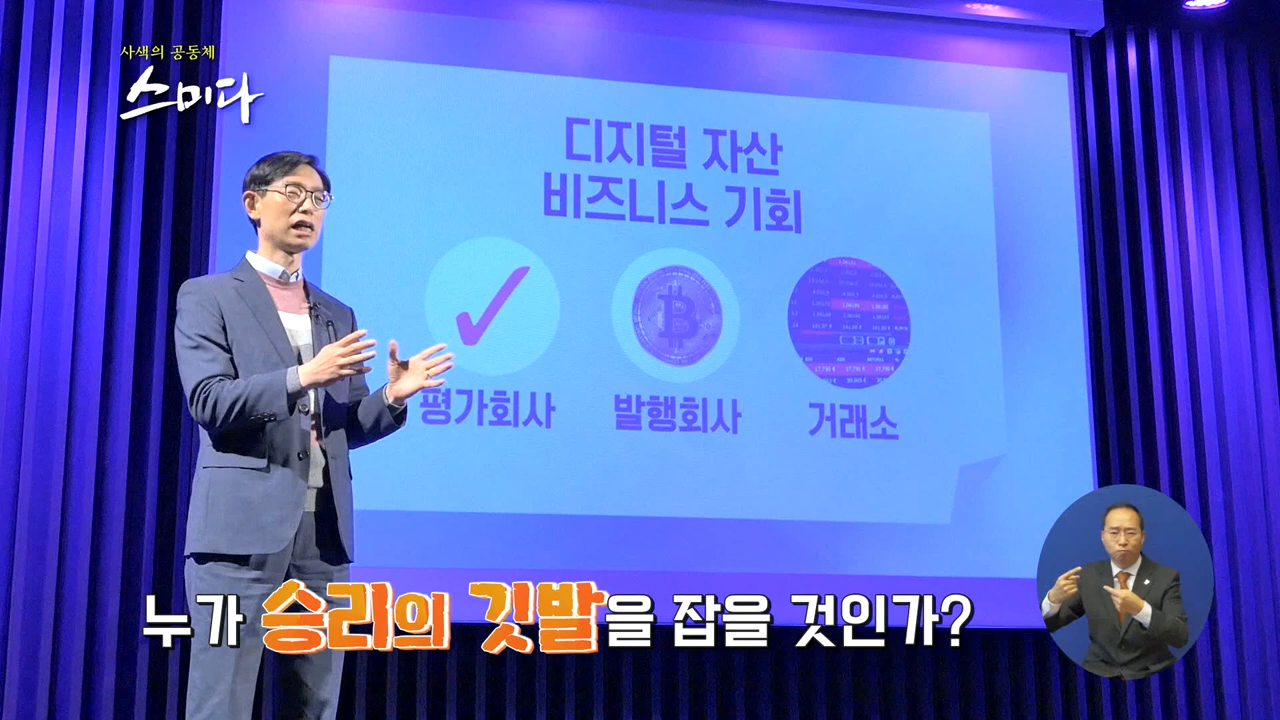 사색의 공동체
스미다
디지털 자산
비즈니스 기회
평가회사
발행회사
거래소
누가 승리의 깃발을 잡을 것인가?